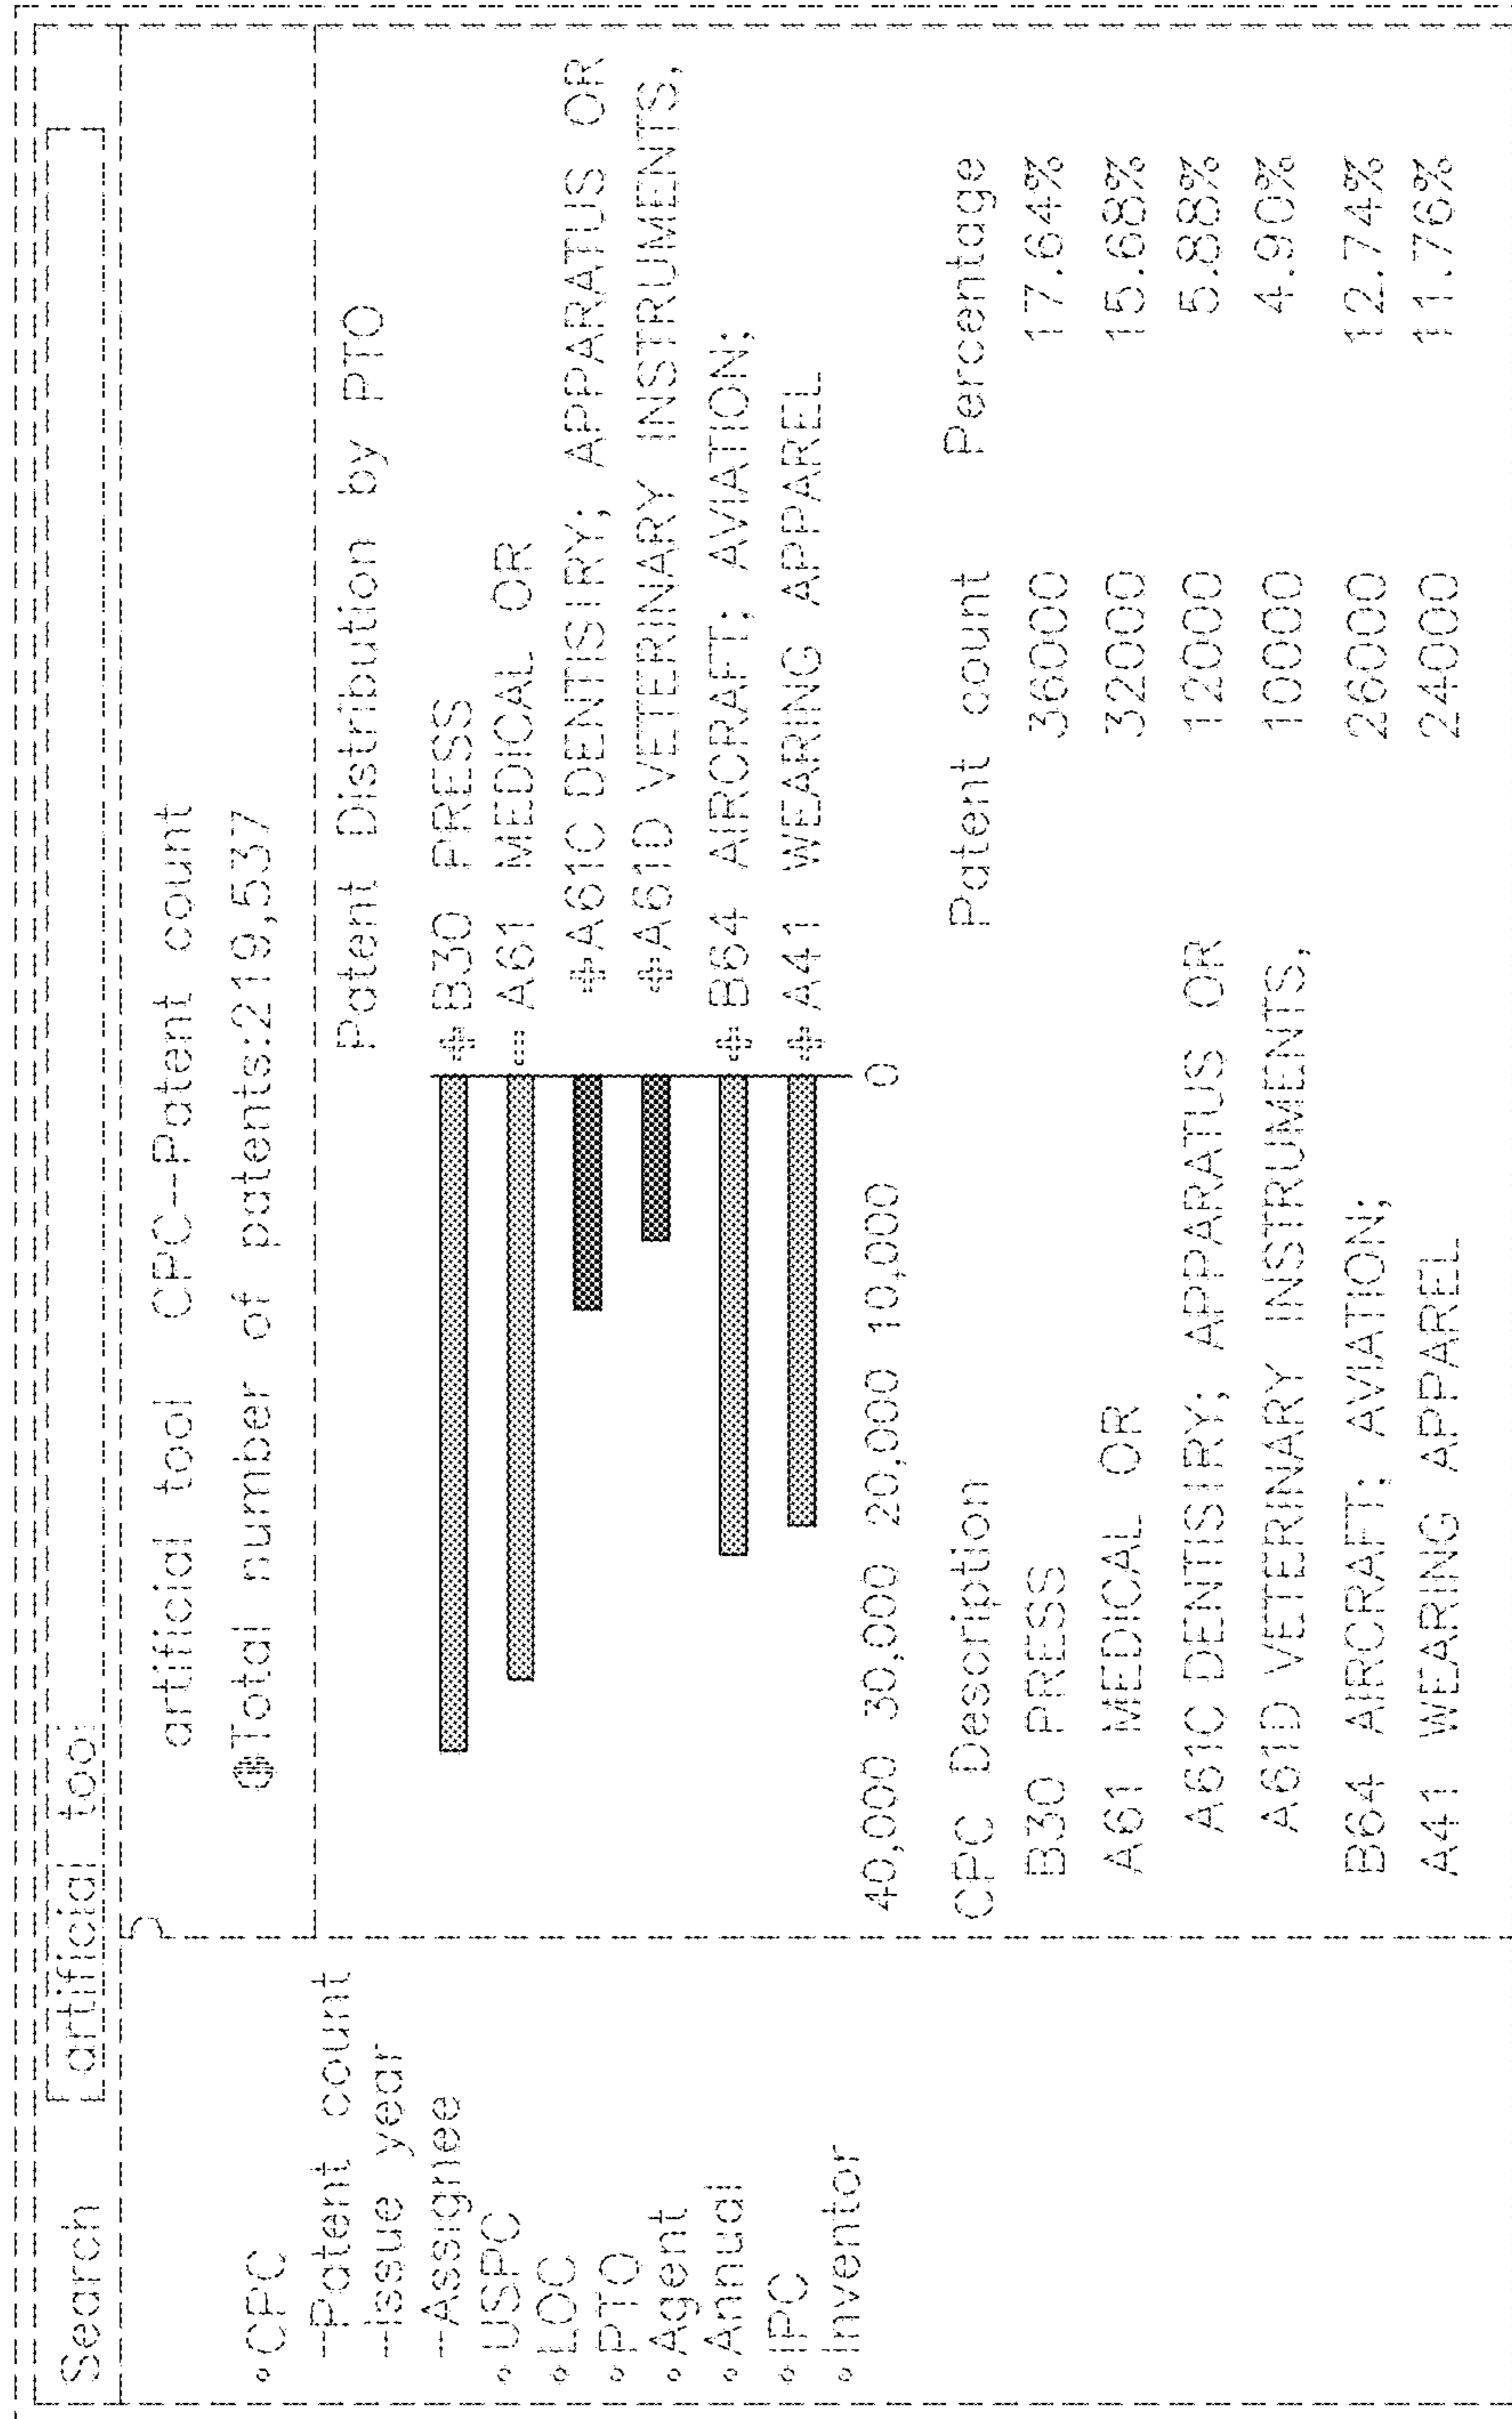 Search artificial tool
∘CPC
--Patent count
--Issue year
--Assignee
∘USPC
∘LOC
∘PTO
∘Agent
∘Annual
∘IPC
∘Inventor
artificial tool CPC--Patent count
Total number of patents:219,537
Patent Distribution by PTO
B30 PRESS
A61 MEDICAL OR
A61C DENTISIRY; APPARATUS OR
A61D VETERINARY INSTRUMENTS,
B64 AIRCRAFT; AVIATION;
A41 WEARING APPAREL
40,000 30,000 20,000 10,000 0
CPC Description Patent count Percentage
B30 PRESS 36000 17.64%
A61 MEDICAL OR 32000 15.68%
A61C DENTISIRY; APPARATUS OR 12000 5.88%
A61D VETERINARY INSTRUMENTS, 10000 4.90%
B64 AIRCRAFT; AVIATION; 26000 12.74%
A41 WEARING APPAREL 24000 11.76%